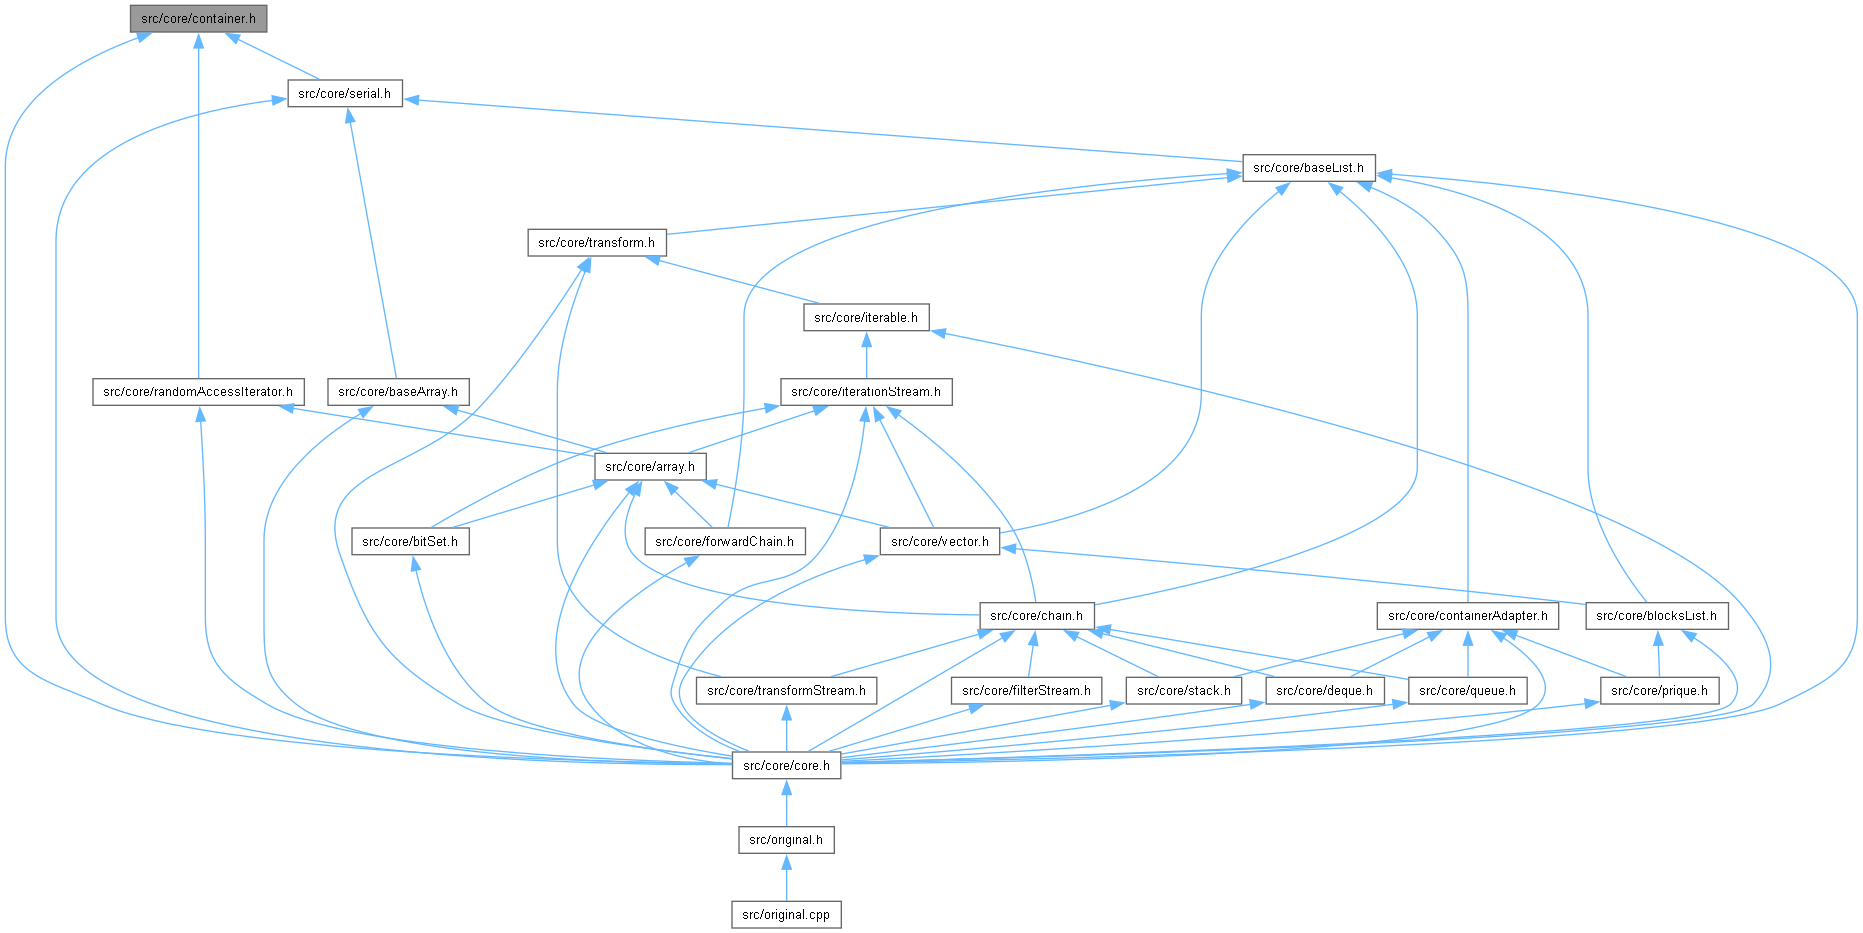 src/core/container.h
src/core/serial.h
src/core/baseList.h
src/core/transform.h
src/core/iterable.h
src/core/randomAccessIterator.h
src/core/baseArray.h
src/core/iterationStream.h
src/core/array.h
src/core/bitSet.h
src/core/forwardChain.h
src/core/vector.h
src/core/chain.h
src/core/containerAdapter.h
src/core/blocksList.h
src/core/transformStream.h
src/core/filterStream.h
src/core/stack.h
src/core/deque.h
src/core/queue.h
src/core/prique.h
src/core/core.h
src/original.h
src/original.cpp